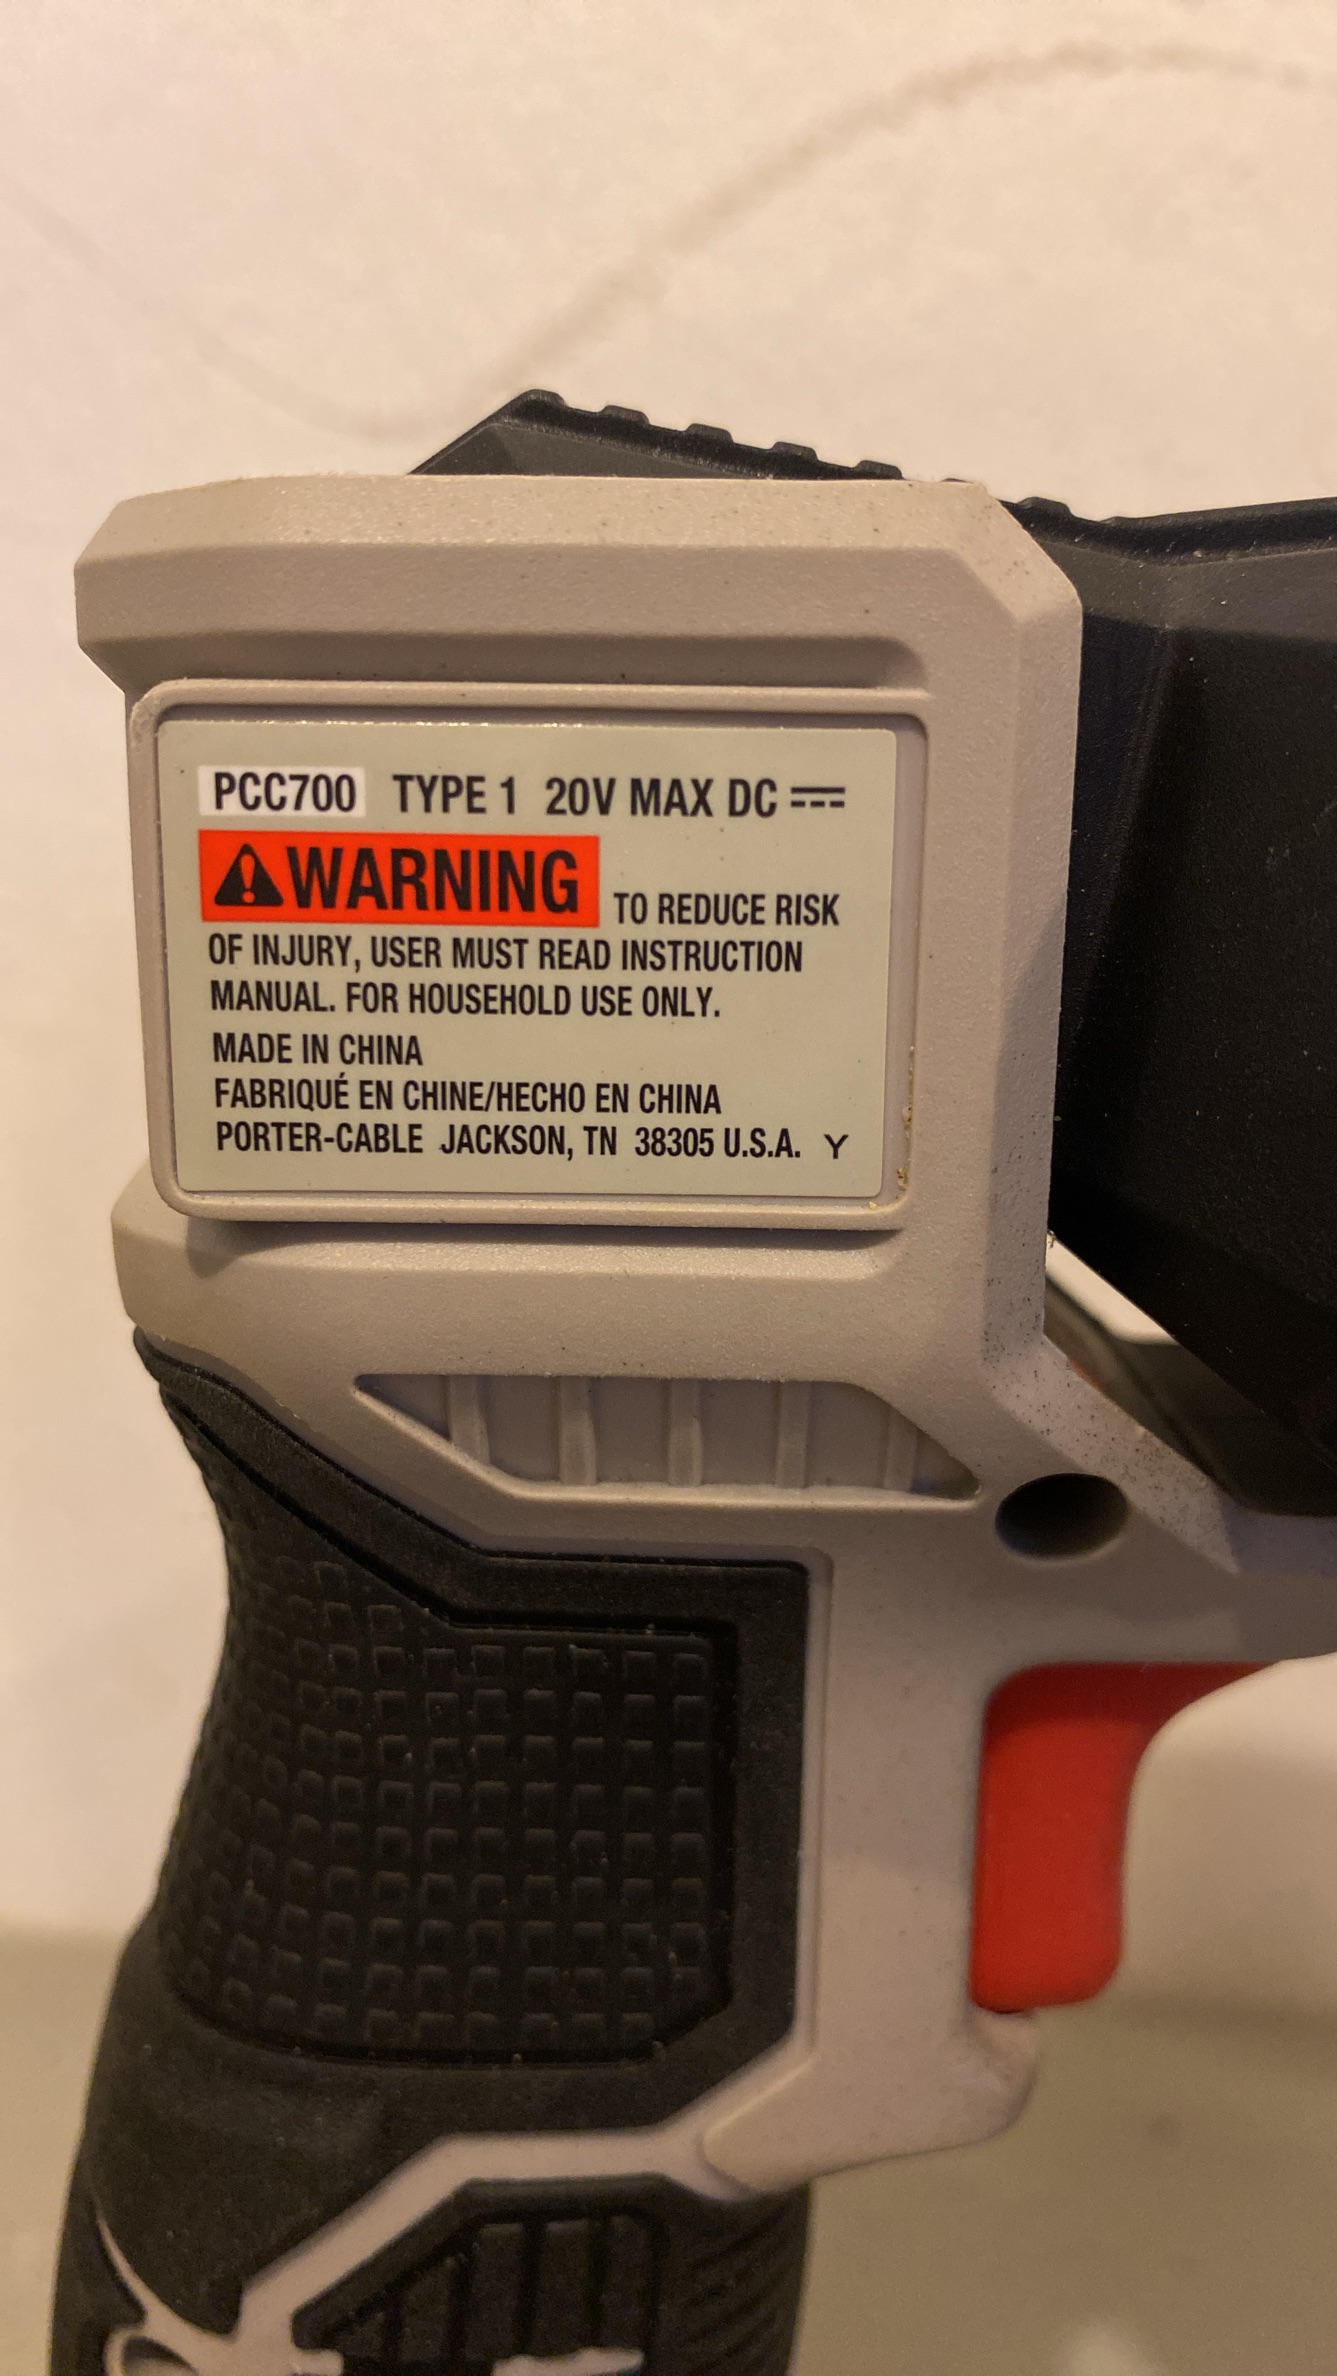 PCC700 TYPE 1 20V MAX DC
WARNING TO REDUCE RISK
OF INJURY, USER MUST READ INSTRUCTION
MANUAL. FOR HOUSEHOLD USE ONLY.
MADE IN CHINA
FABRIQUÉ EN CHINE/HECHO EN CHINA
PORTER-CABLE JACKSON, TN 38305 U.S.A. Y